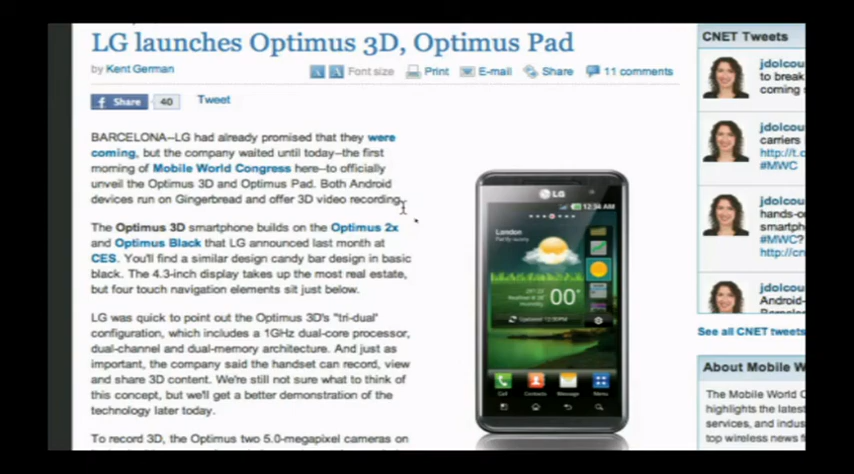 LG launches Optimus 3D, Optimus Pad
by Kent German
Font size Print E-mail Share 11 comments
Share 40 Tweet
BARCELONA--LG had already promised that they were
coming, but the company waited until today--the first
morning of Mobile World Congress here--to officially
unveil the Optimus 3D and Optimus Pad. Both Android
devices run on Gingerbread and offer 3D video recording.
The Optimus 3D smartphone builds on the Optimus 2x
and Optimus Black that LG announced last month at
CES. You'll find a similar design candy bar design in basic
black. The 4.3-inch display takes up the most real estate,
but four touch navigation elements sit just below.
LG was quick to point out the Optimus 3D's "tri-dual"
configuration, which includes a 1GHz dual-core processor,
dual-channel and dual-memory architecture. And just as
important, the company said the handset can record, view
and share 3D content. We're still not sure what to think of
this concept, but we'll get a better demonstration of the
technology later today.
To record 3D, the Optimus two 5.0-megapixel cameras on
LG
12:34 AM
London
00°
Call Contacts Message Menu
CNET Tweets
jdolcou
to break
coming
jdolcou
carriers
http://t.c
#MWC
jdolcou
hands-o
smartph
#MWC?
http://cn
jdolcou
Android-
See all CNET tweets
About Mobile W
The Mobile World C
highlights the latest
services, and indus
top wireless news f